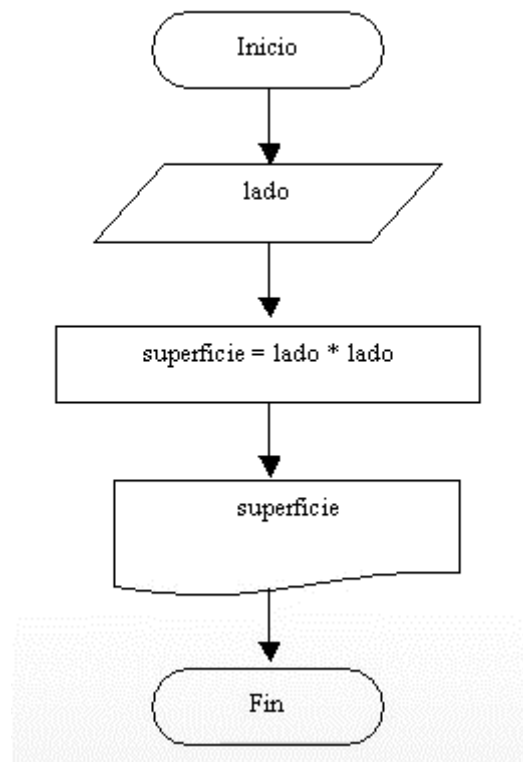 Inicio
lado
superficie = lado * lado
superficie
Fin